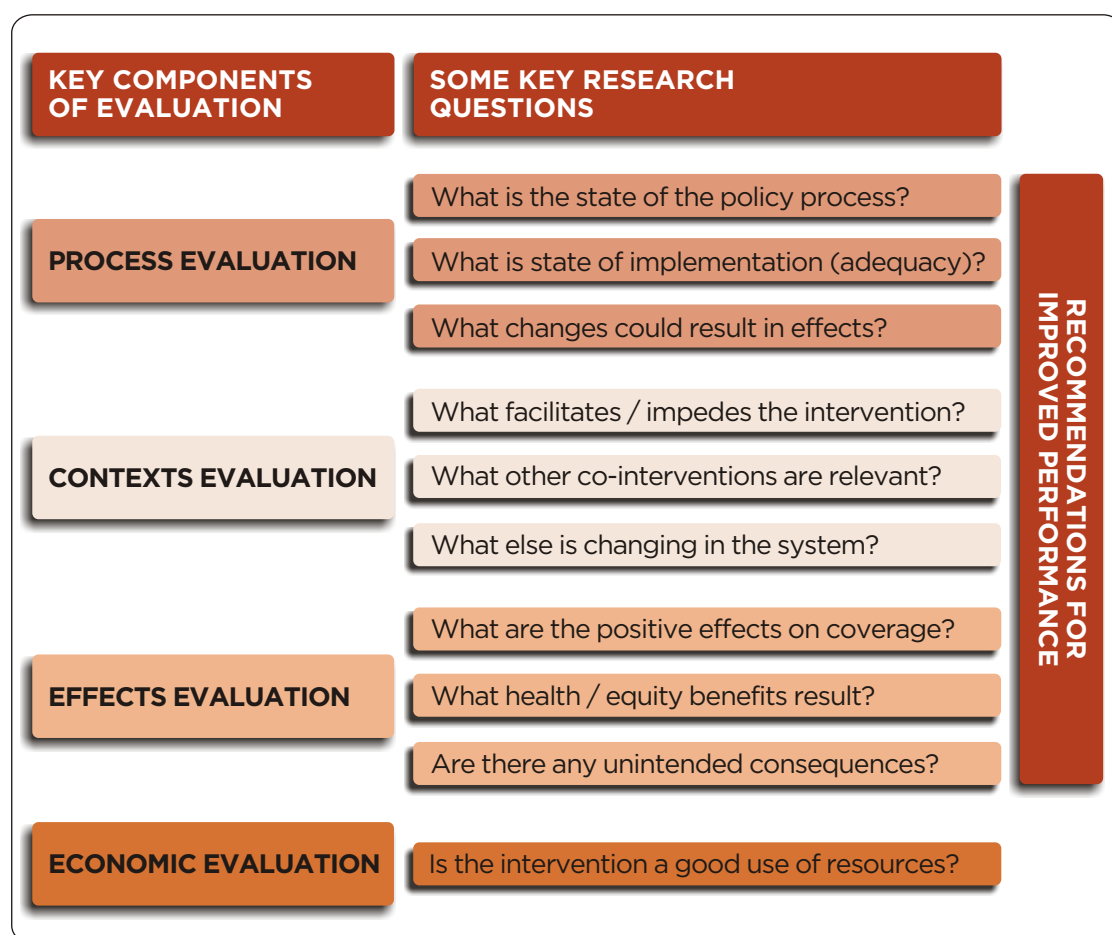 KEY COMPONENTS
OF EVALUATION
SOME KEY RESEARCH
QUESTIONS
PROCESS EVALUATION
What is the state of the policy process?
What is state of implementation (adequacy)?
What changes could result in effects?
CONTEXTS EVALUATION
What facilitates / impedes the intervention?
What other co-interventions are relevant?
What else is changing in the system?
EFFECTS EVALUATION
What are the positive effects on coverage?
What health / equity benefits result?
Are there any unintended consequences?
ECONOMIC EVALUATION
Is the intervention a good use of resources?
RECOMMENDATIONS FOR
IMPROVED PERFORMANCE